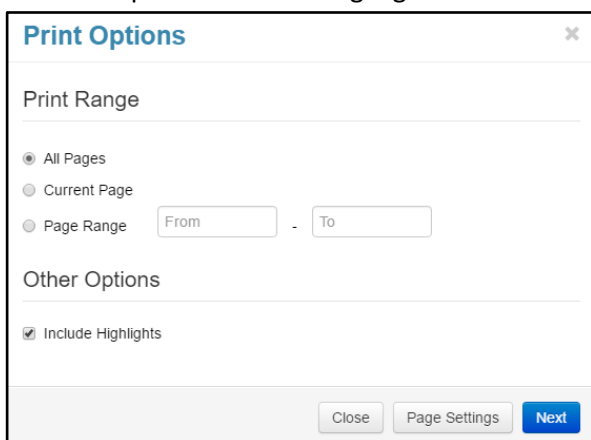 Print Options
Print Range
All Pages
Current Page
Page Range From - To
Other Options
Include Highlights
Close Page Settings Next